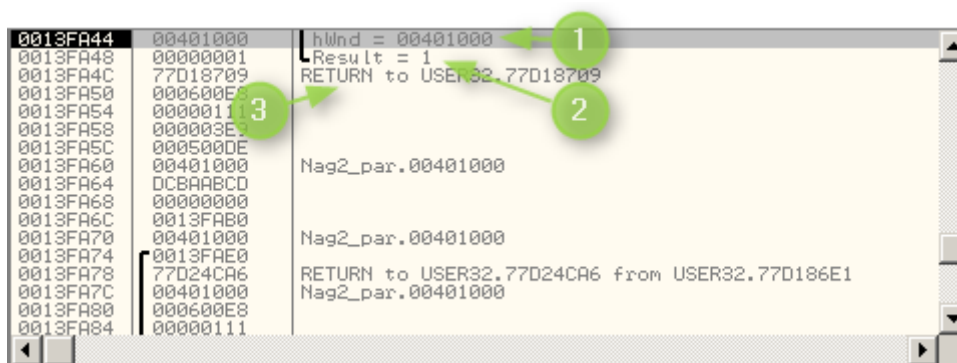 0013FA44 00401000 hWnd = 00401000 1
0013FA48 00000001 Result = 1
0013FA4C 77D18709 RETURN to USER32.77D18709
0013FA50 000600E8
0013FA54 00000111 3 2
0013FA58 000003E9
0013FA5C 000500DE
0013FA60 00401000 Nag2_par.00401000
0013FA64 DCBAABCD
0013FA68 00000000
0013FA6C 0013FAB0
0013FA70 00401000 Nag2_par.00401000
0013FA74 0013FAE0
0013FA78 77D24CA6 RETURN to USER32.77D24CA6 from USER32.77D186E1
0013FA7C 00401000 Nag2_par.00401000
0013FA80 000600E8
0013FA84 00000111